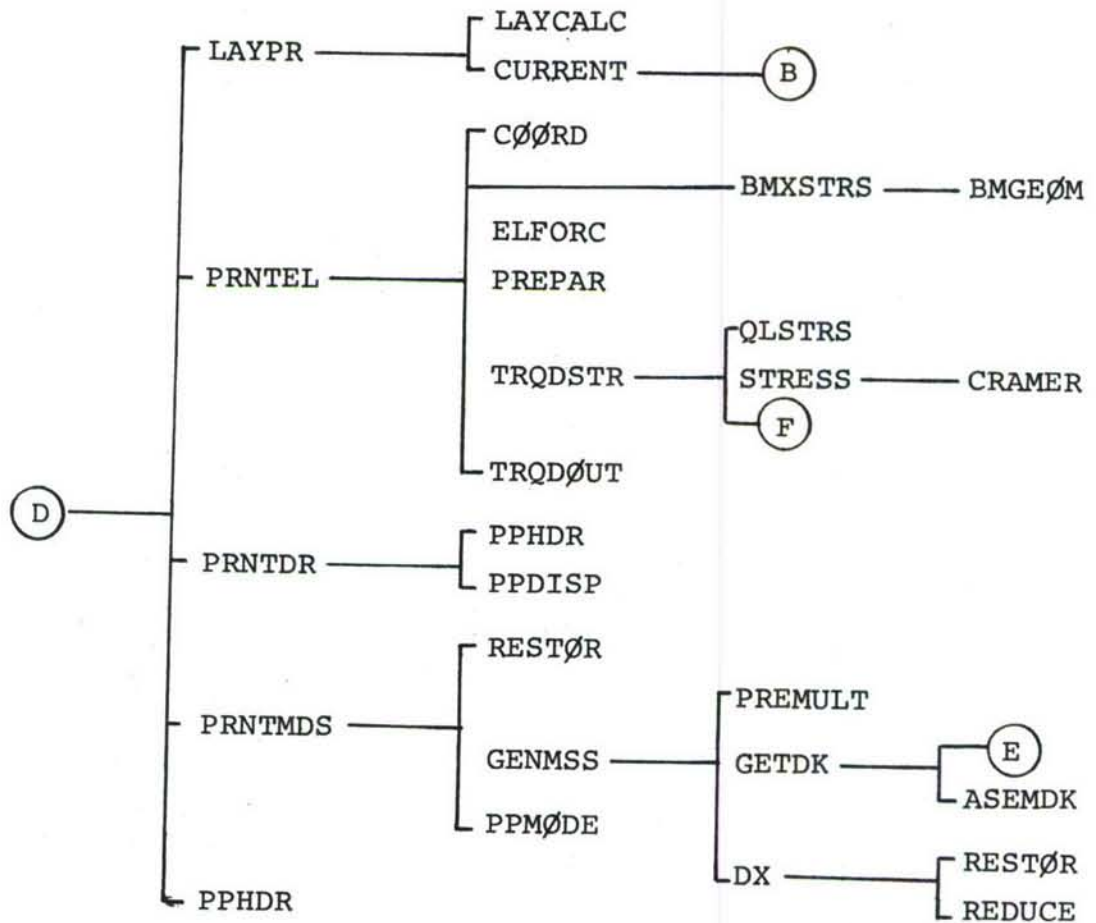 LAYCALC
LAYPR
CURRENT
B
CØØRD
BMXSTRS
BMGEØM
ELFORC
PRNTEL
PREPAR
QLSTRS
TRQDSTR
STRESS
CRAMER
F
TRQDØUT
D
PPHDR
PRNTDR
PPDISP
RESTØR
PREMULT
PRNTMDS
E
GENMSS
GETDK
ASEMDK
PPMØDE
RESTØR
DX
PPHDR
REDUCE